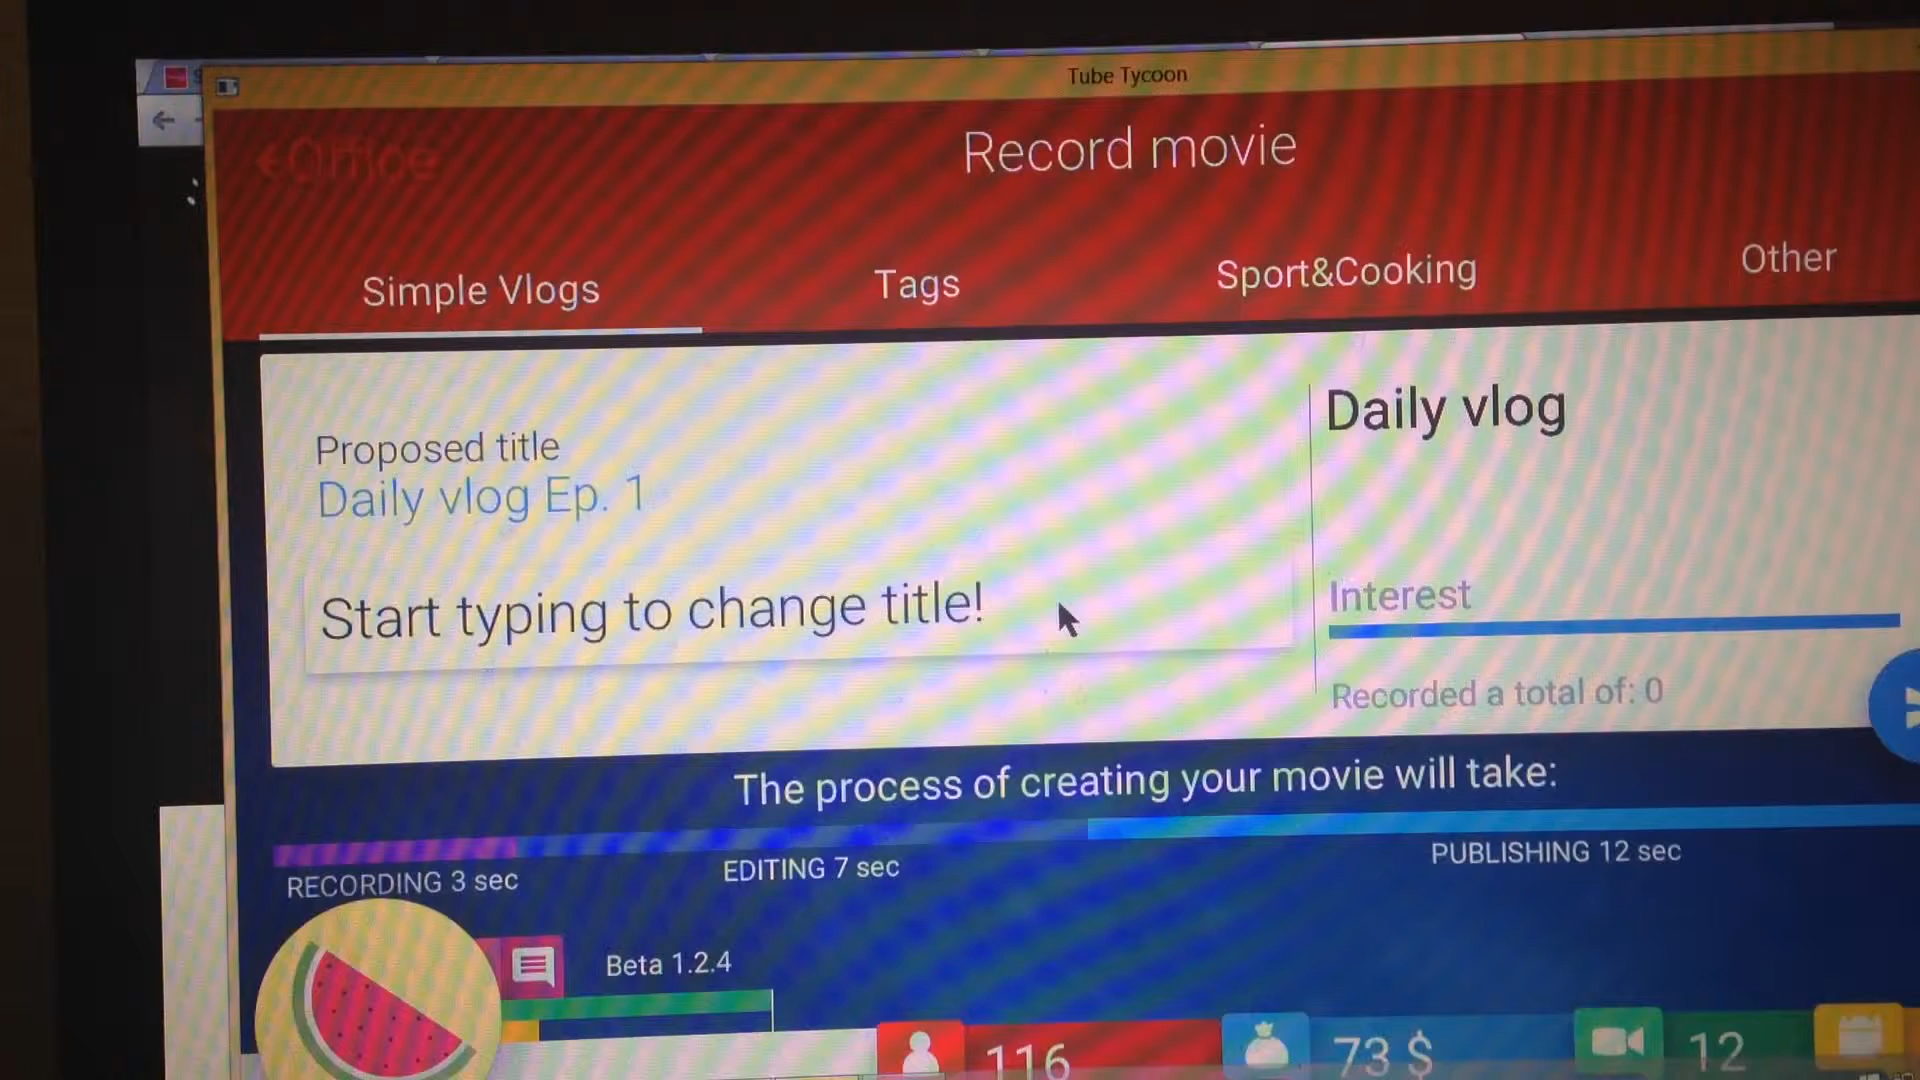 Tube Tycoon
Office
Record movie
Simple Vlogs
Tags
Sport&Cooking
Other
Proposed title
Daily vlog Ep. 1
Start typing to change title!
Daily vlog
Interest
Recorded a total of: 0
The process of creating your movie will take:
RECORDING 3 sec
EDITING 7 sec
PUBLISHING 12 sec
Beta 1.2.4
116
73 $
12